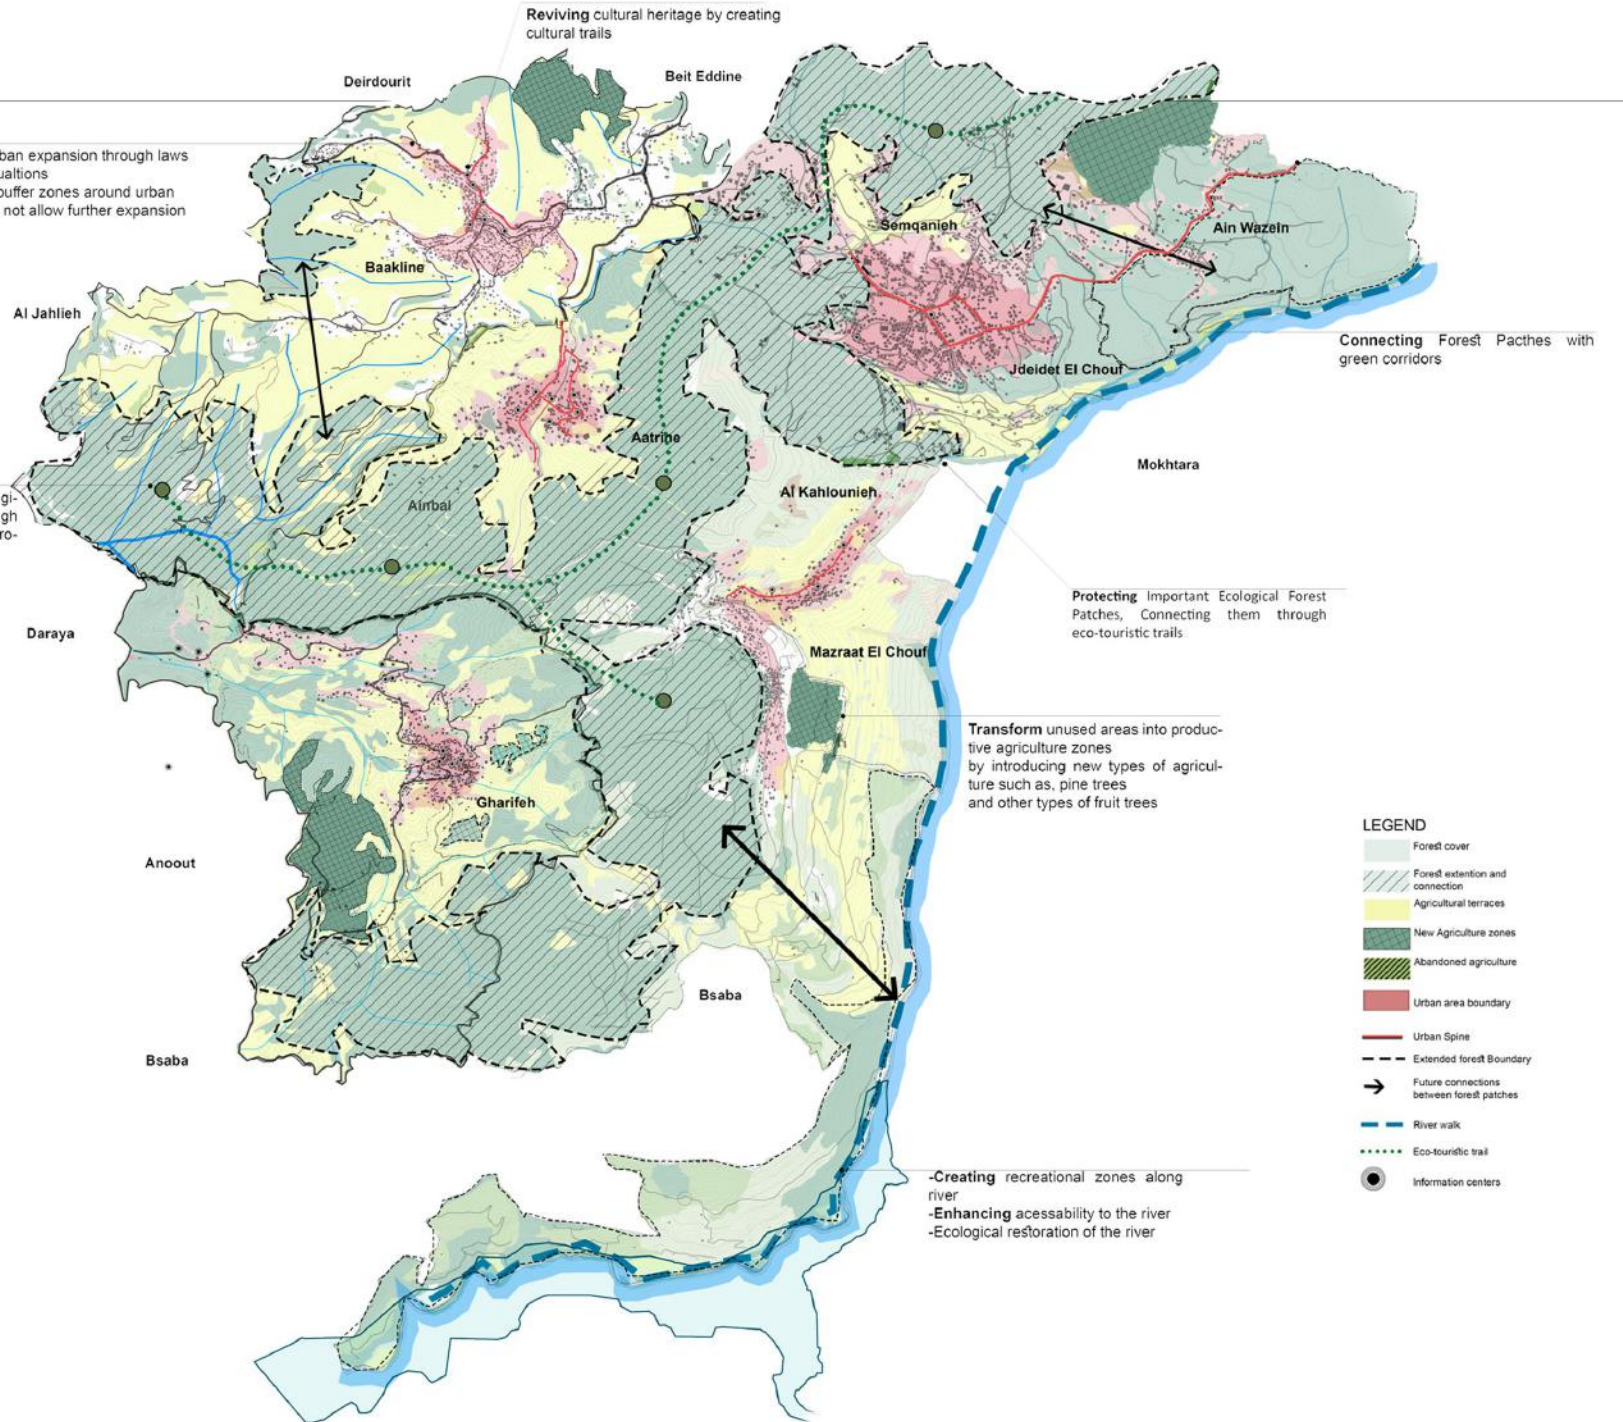 Reviving cultural heritage by creating
cultural trails
Deirdourit
Beit Eddine
ban expansion through laws
ualtions
ouffer zones around urban
not allow further expansion
Semqanieh
Ain Wazein
Baakline
Al Jahlieh
Connecting Forest Pacthes with
green corridors
Jdeidet El Chouf
Aatrine
Mokhtara
Al Kahlounieh
Ainbal
gi-
gh
ro-
Protecting Important Ecological Forest
Patches, Connecting them through
eco-touristic trails
Daraya
Mazraat El Chouf
Transform unused areas into produc-
tive agriculture zones
by introducing new types of agricul-
ture such as, pine trees
and other types of fruit trees
Gharifeh
Anoout
Bsaba
Bsaba
-Creating recreational zones along
river
-Enhancing acessability to the river
-Ecological restoration of the river
LEGEND
Forest cover
Forest extention and
connection
Agricultural terraces
New Agriculture zones
Abandoned agriculture
Urban area boundary
Urban Spine
Extended forest Boundary
Future connections
between forest patches
River walk
Eco-touristic trail
Information centers